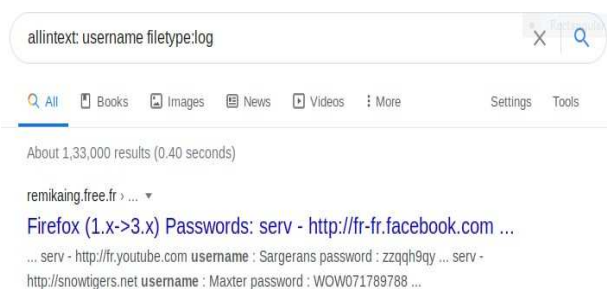 allintext: username filetype:log
All Books Images News Videos More Settings Tools
About 1,33,000 results (0.40 seconds)
remikaing.free.fr › ...
Firefox (1.x->3.x) Passwords: serv - http://fr-fr.facebook.com ...
... serv - http://fr.youtube.com username : Sargerans password : zzqqh9qy ... serv -
http://snowtigers.net username : Maxter password : WOW071789788 ...